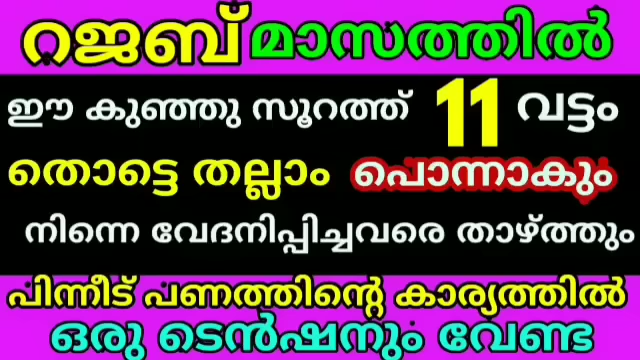 റജബ് മാസത്തിൽ
ഈ കുഞ്ഞു സൂറത്ത് 11 വട്ടം
തൊട്ടെ തല്ലാം പൊന്നാകും
നിന്നെ വേദനിപ്പിച്ചവരെ താഴ്ത്തും
പിന്നീട് പണത്തിന്റെ കാര്യത്തിൽ
ഒരു ടെൻഷനും വേണ്ട